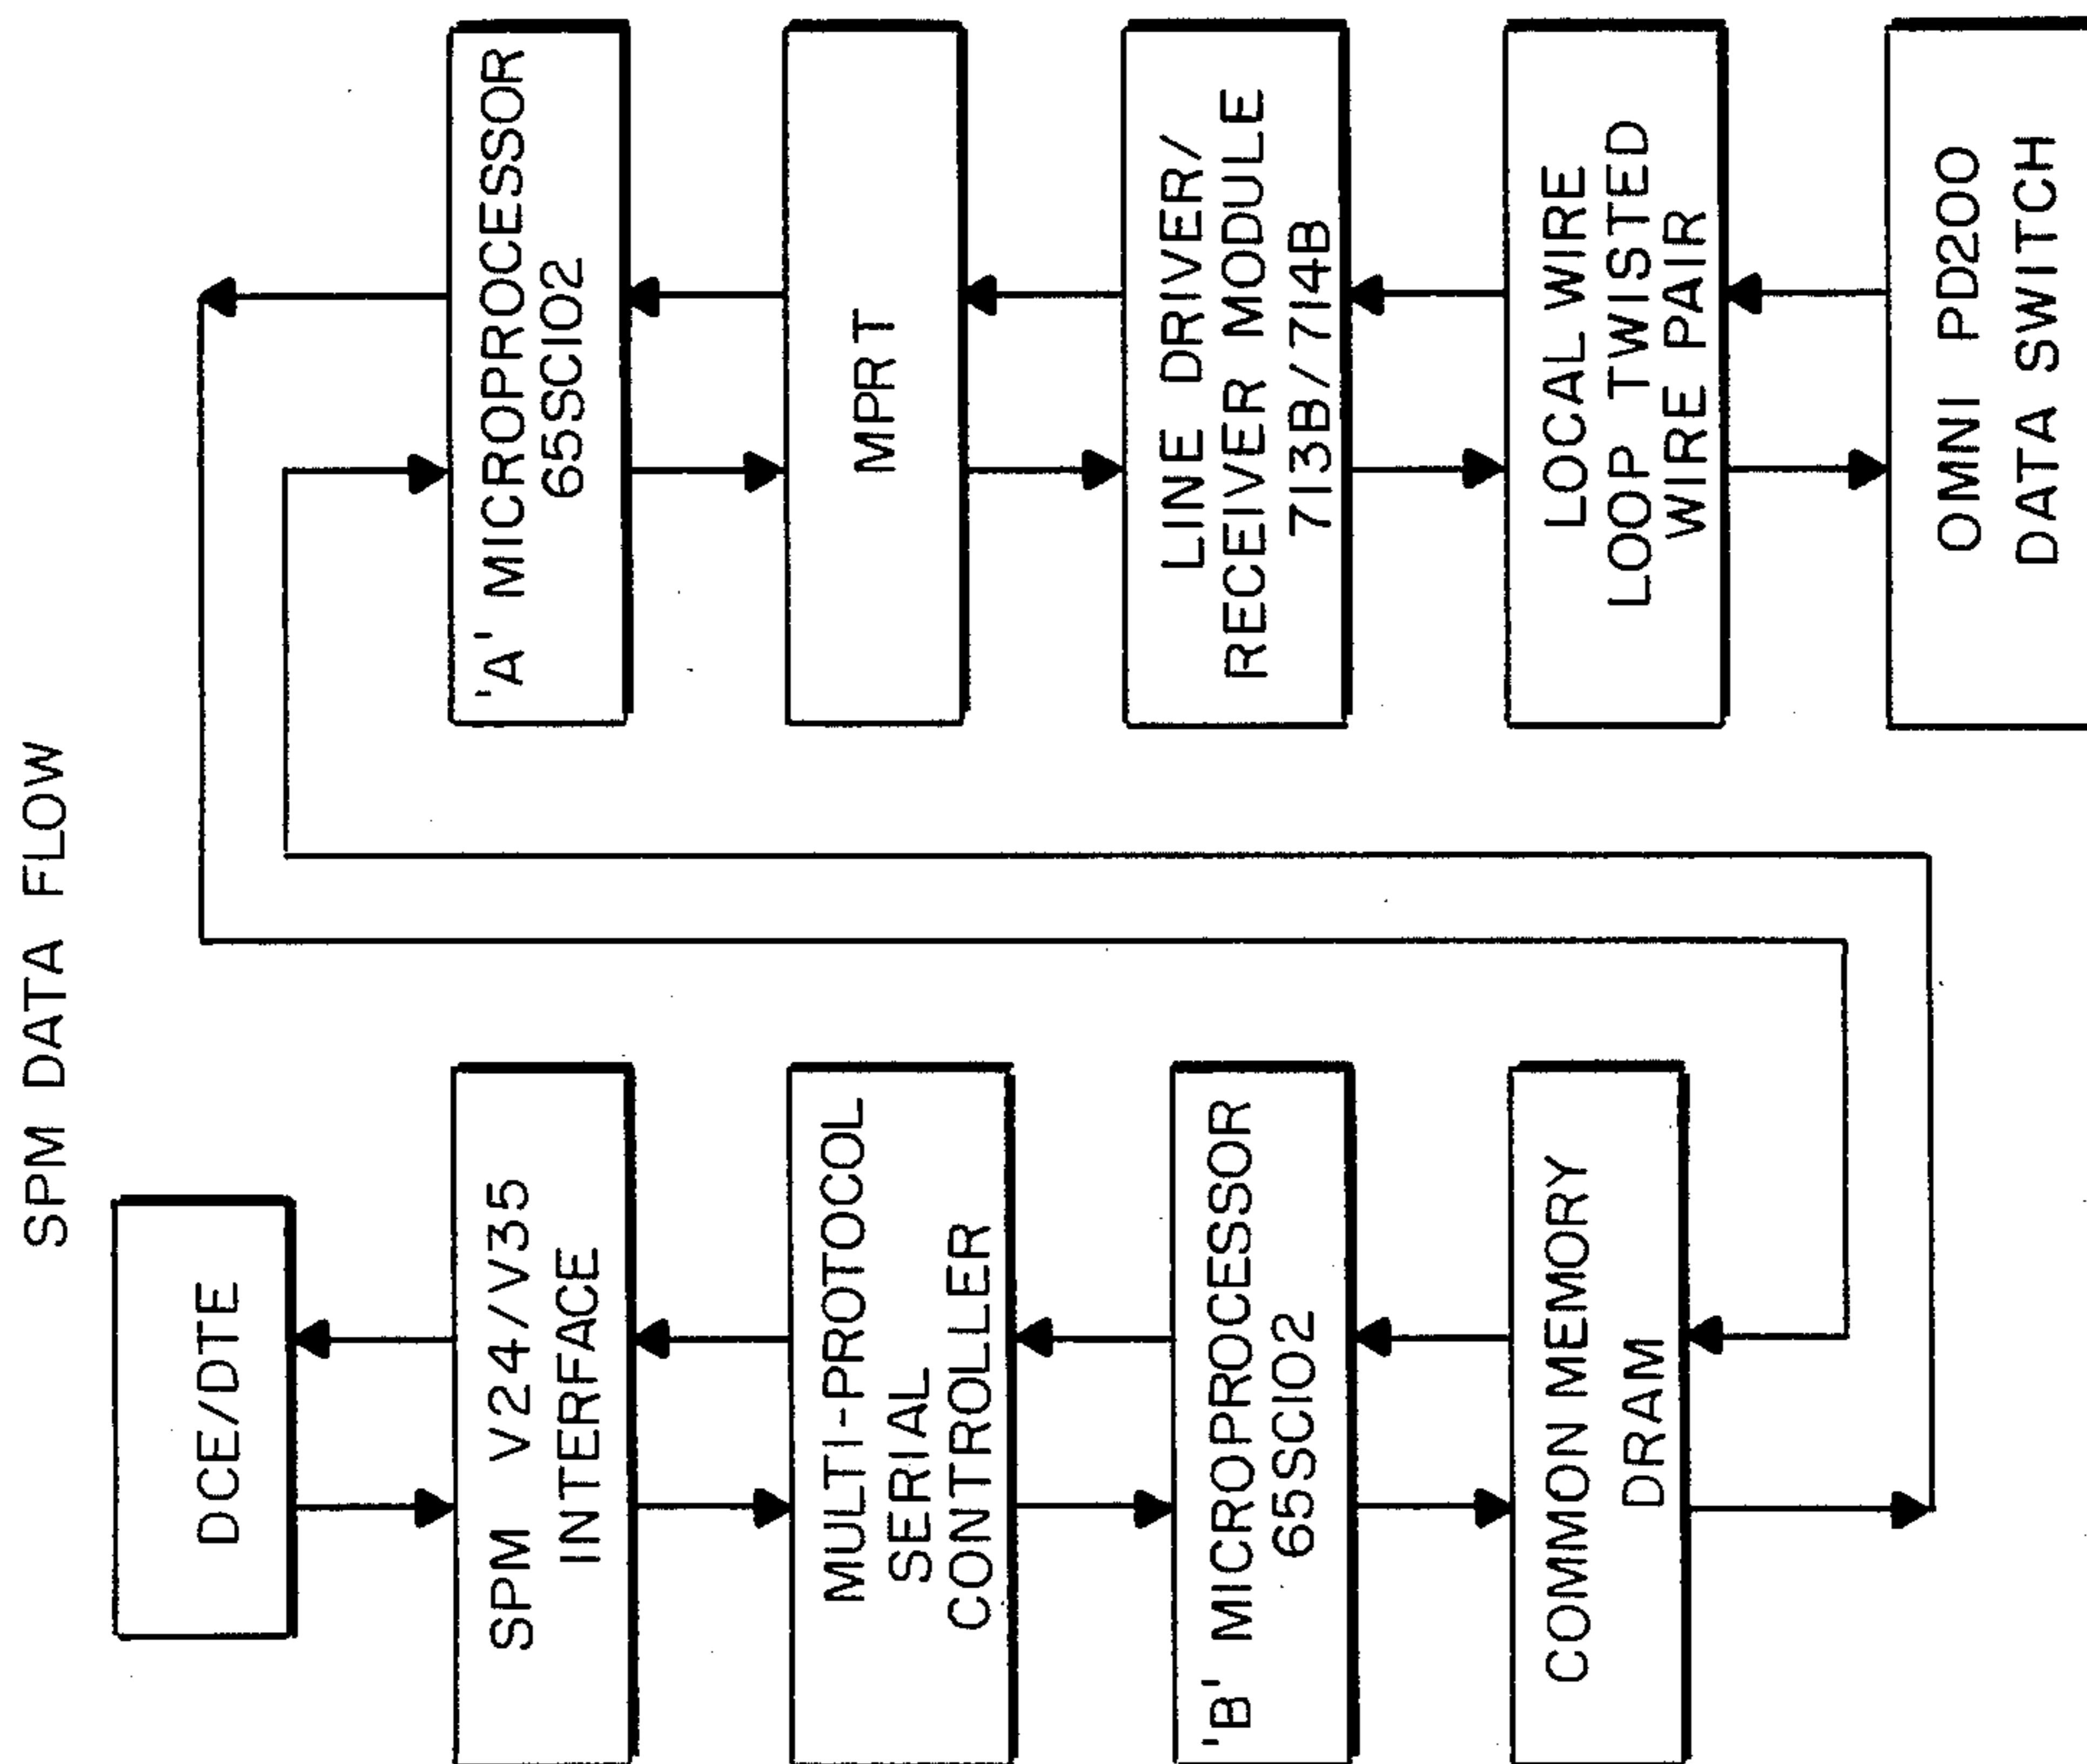 SPM DATA FLOW
DCE/DTE
SPM V24/V35
INTERFACE
MULTI-PROTOCOL
SERIAL
CONTROLLER
'B' MICROPROCESSOR
65SC102
COMMON MEMORY
DRAM
'A' MICROPROCESSOR
65SC102
MPRT
LINE DRIVER/
RECEIVER MODULE
713B/714B
LOCAL WIRE
LOOP TWISTED
WIRE PAIR
OMNI PD200
DATA SWITCH